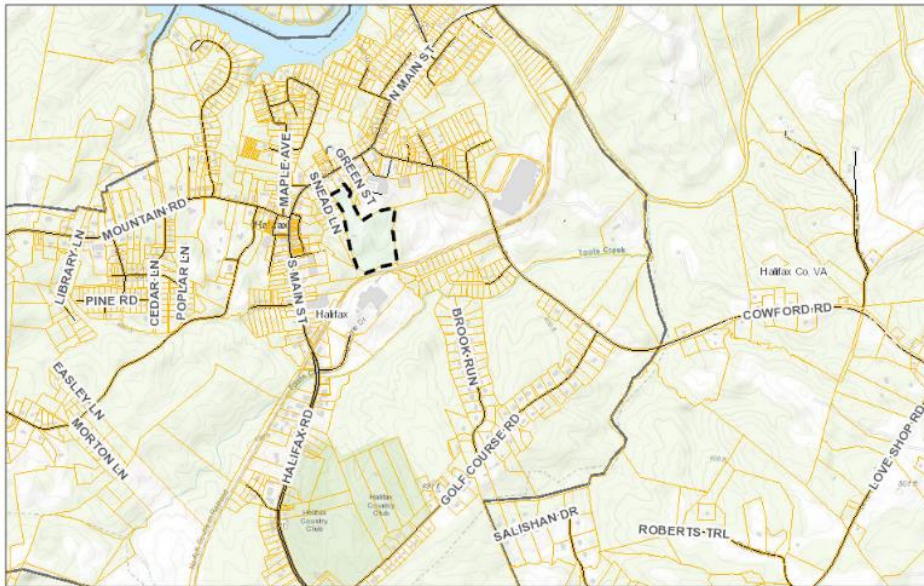 N MAIN ST
MAPLE AVE
GREEN ST
SNEAD LN
MOUNTAIN RD
Halifax
LIBRARY LN
CEDAR LN
POPLAR LN
PINE RD
S MAIN ST
Halifax
Toots Creek
Halifax Co, VA
COWFORD RD
BROOK RUN
EASLEY LN
MORTON LN
HALIFAX RD
GOLF COURSE RD
LOVE SHOP RD
Halifax
Country
Club
SALISHAN DR
ROBERTS TRL